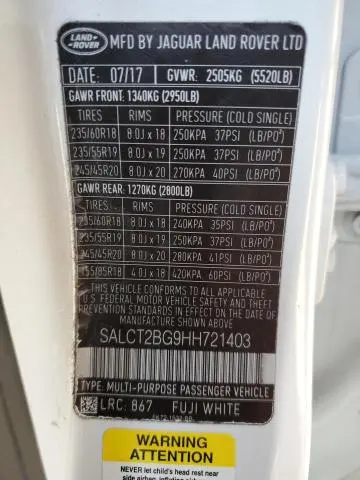 LAND ROVER MFD BY JAGUAR LAND ROVER LTD
DATE: 07/17 GVWR: 2505KG (5520LB)
GAWR FRONT: 1340KG (2950LB)
TIRES RIMS PRESSURE (COLD SINGLE)
235/60R18 8.0J x 18 250KPA 37PSI (LB/PO²)
235/55R19 8.0J x 19 250KPA 37PSI (LB/PO²)
245/45R20 8.0J x 20 270KPA 40PSI (LB/PO²)
GAWR REAR: 1270KG (2800LB)
TIRES RIMS PRESSURE (COLD SINGLE)
235/60R18 8.0J x 18 240KPA 35PSI (LB/PO²)
235/55R19 8.0J x 19 250KPA 37PSI (LB/PO²)
245/45R20 8.0J x 20 280KPA 41PSI (LB/PO²)
155/85R18 4.0J x 18 420KPA 60PSI (LB/PO²)
THIS VEHICLE CONFORMS TO ALL APPLICABLE
U.S. FEDERAL MOTOR VEHICLE SAFETY, BUMPER
AND THEFT PREVENTION STANDARDS IN EFFECT
ON THE DATE OF MANUFACTURE SHOWN ABOVE.
SALCT2BG9HH721403
TYPE: MULTI-PURPOSE PASSENGER VEHICLE
LRC: 867 FUJI WHITE
WARNING
NEVER let child's head rest near